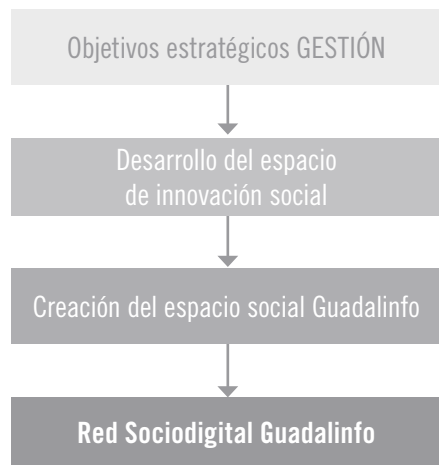 Objetivos estratégicos GESTIÓN
Desarrollo del espacio
de innovación social
Creación del espacio social Guadalinfo
Red Sociodigital Guadalinfo